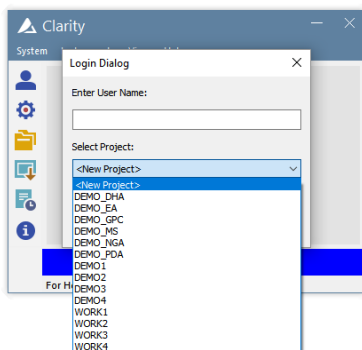 Clarity
System
Login Dialog
Enter User Name:
Select Project:
<New Project>
<New Project>
DEMO_DHA
DEMO_EA
DEMO_GPC
DEMO_MS
DEMO_NGA
DEMO_PDA
DEMO1
DEMO2
DEMO3
DEMO4
WORK1
WORK2
WORK3
WORK4
For